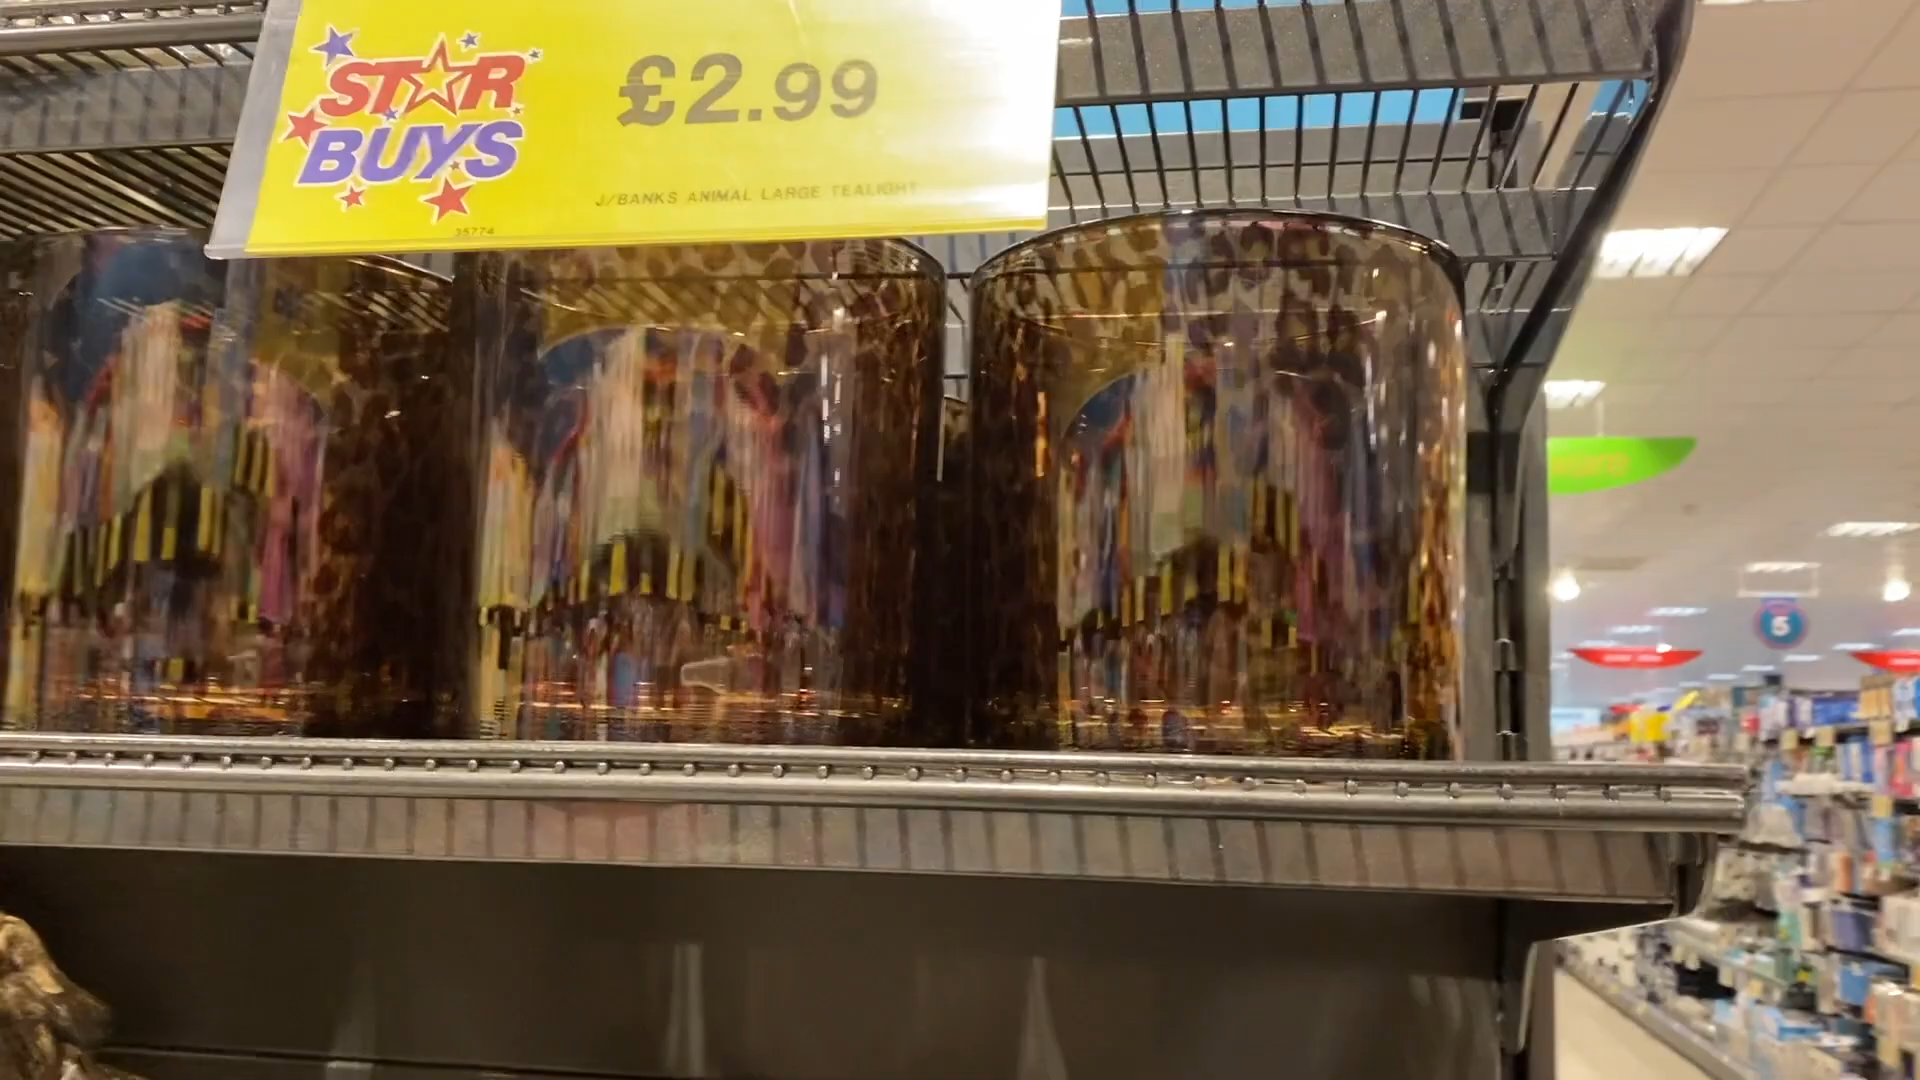 STAR
BUYS
£2.99
J/BANKS ANIMAL LARGE TEALIGHT
35774
5